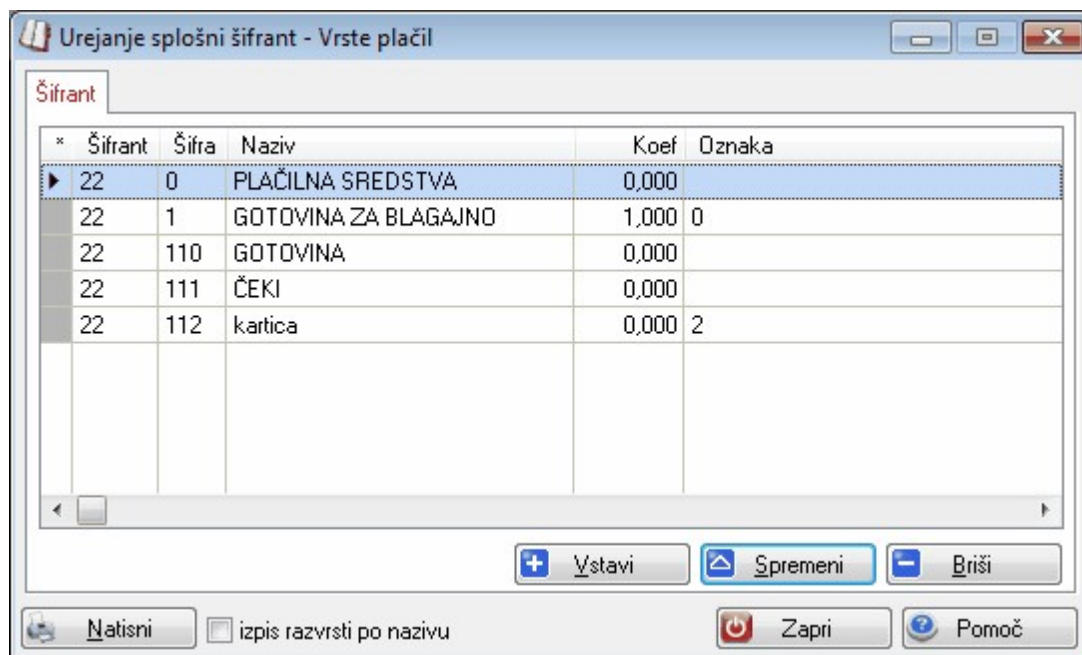 Urejanje splošni šifrant - Vrste plačil
Šifrant
* Šifrant Šifra Naziv Koef Oznaka
22 0 PLAČILNA SREDSTVA 0,000
22 1 GOTOVINA ZA BLAGAJNO 1,000 0
22 110 GOTOVINA 0,000
22 111 ČEKI 0,000
22 112 kartica 0,000 2
Vstavi Spremeni Briši
Natisni izpis razvrsti po nazivu Zapri Pomoč